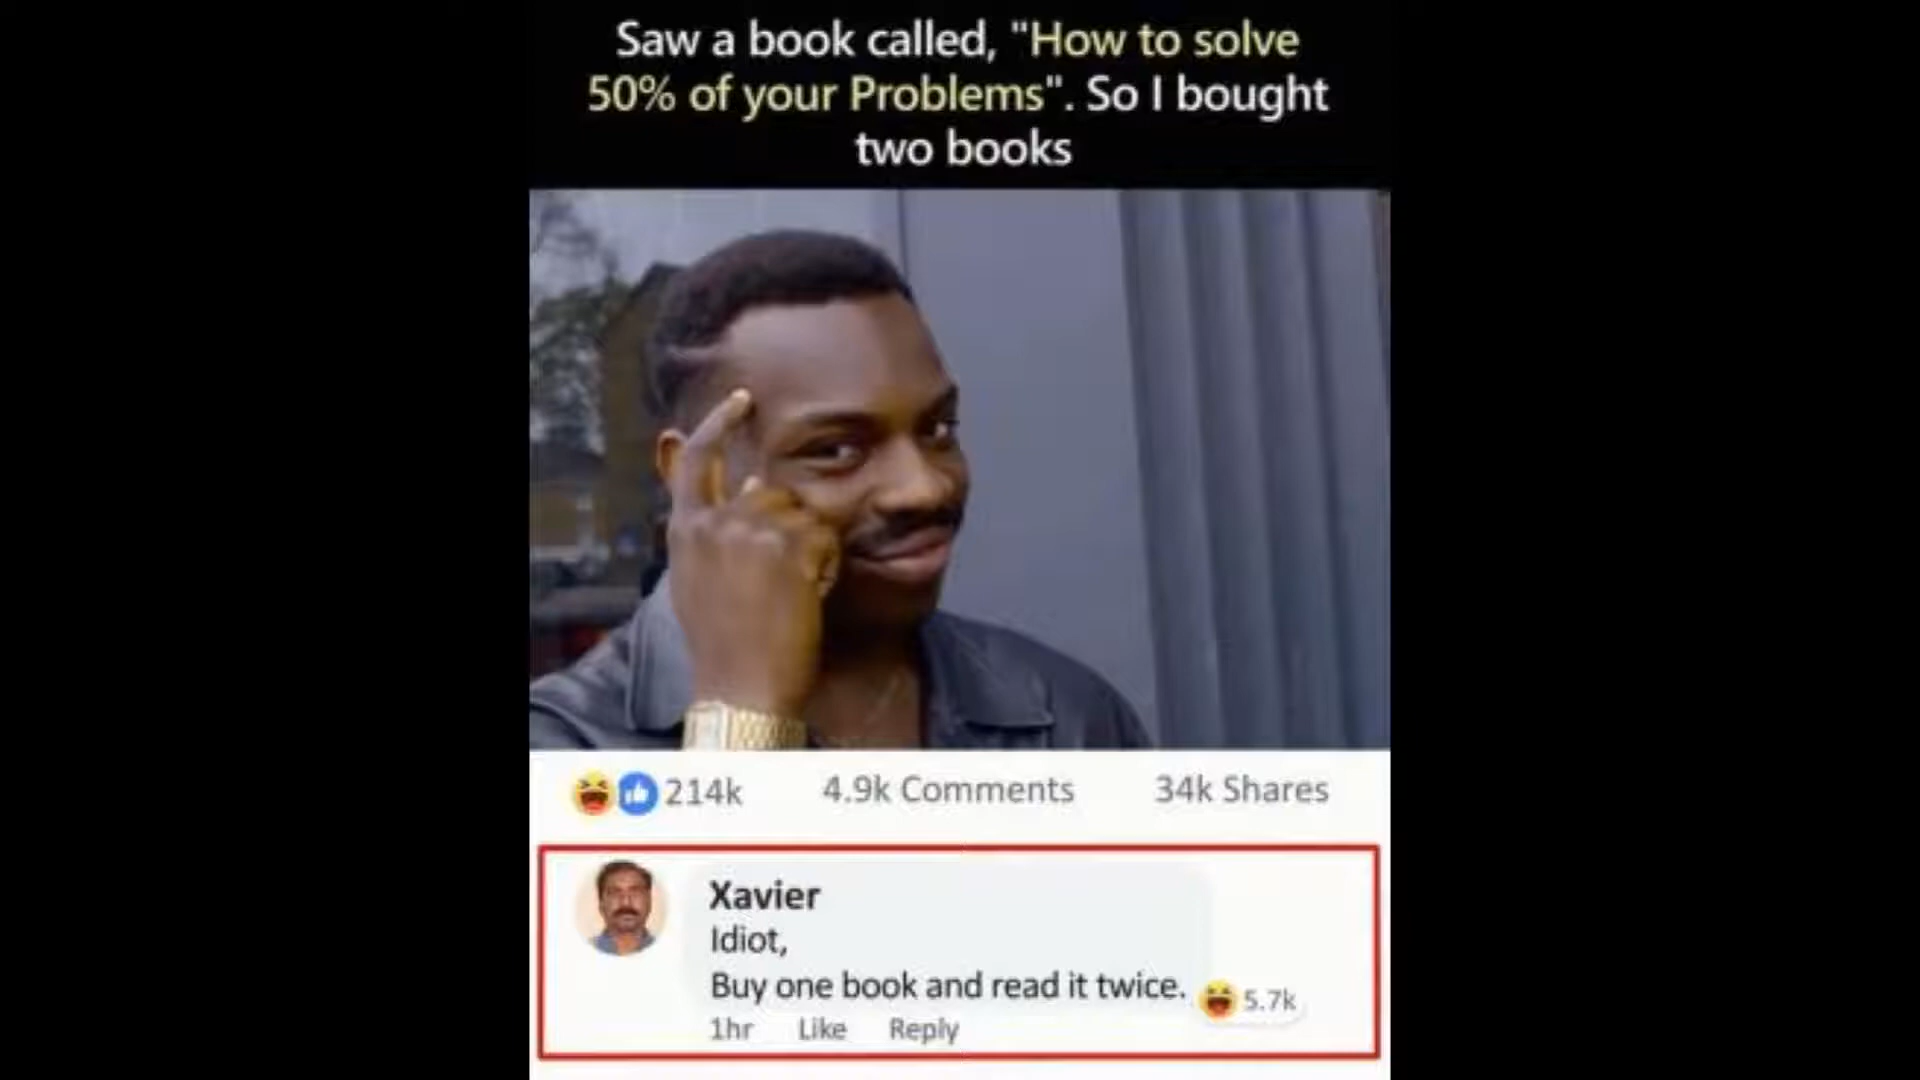 Saw a book called, "How to solve
50% of your Problems". So I bought
two books
214k 4.9k Comments 34k Shares
Xavier
Idiot,
Buy one book and read it twice.
5.7k
1hr Like Reply